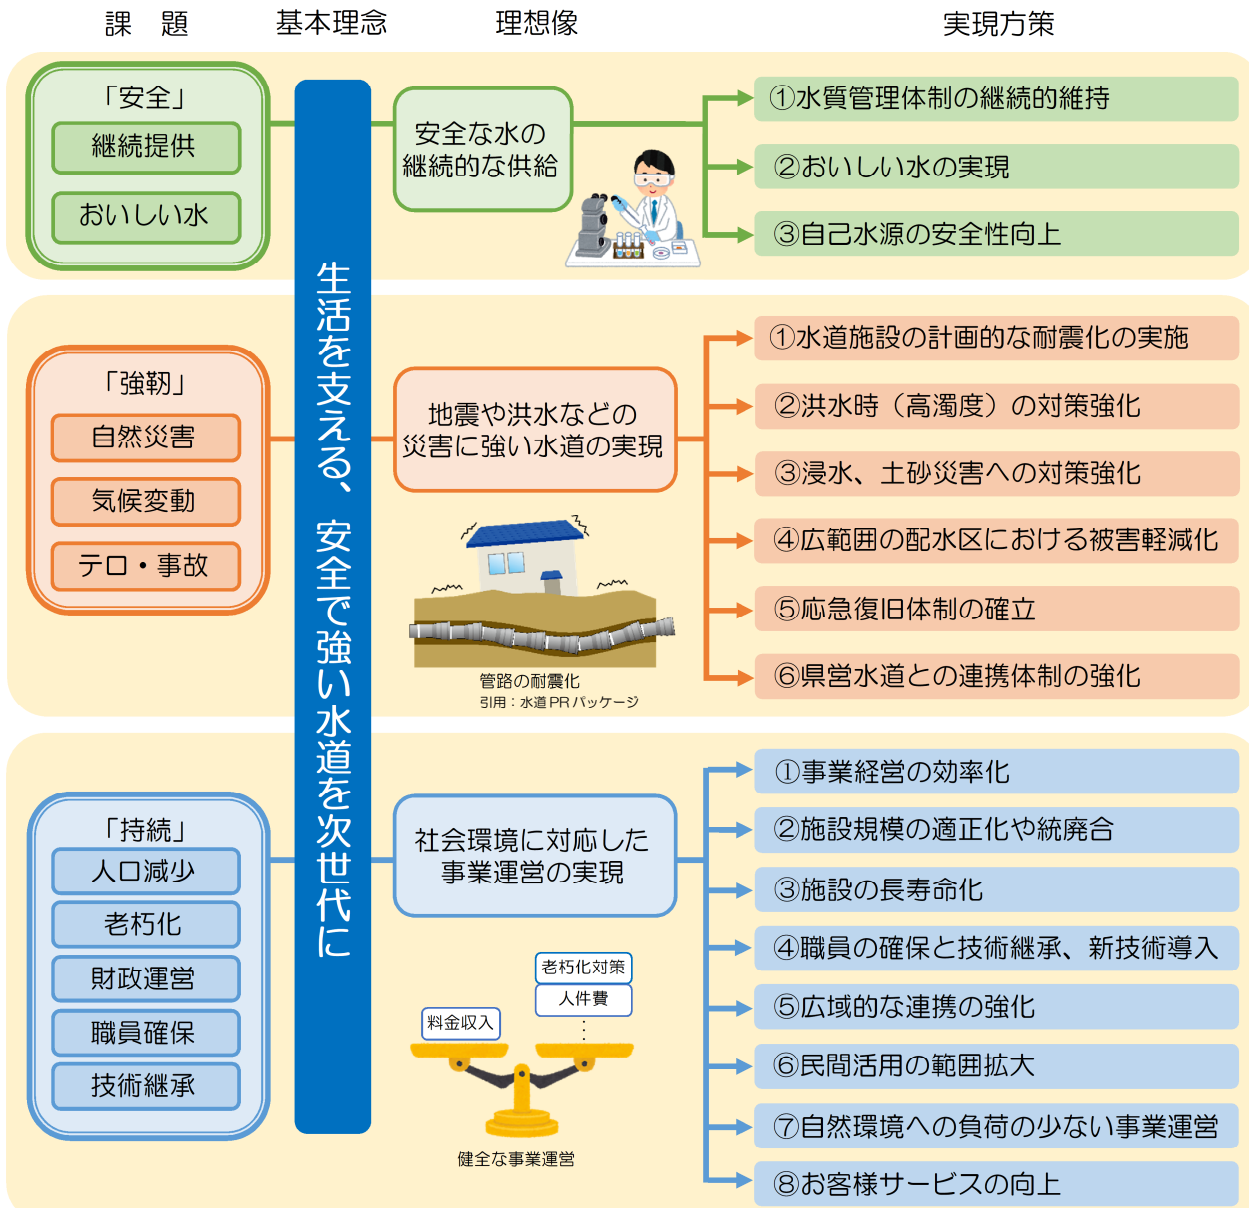 課　題
基本理念
理想像
実現方策
「安全」
継続提供
おいしい水
生活を支える、安全で強い水道を次世代に
安全な水の
継続的な供給
①水質管理体制の継続的維持
②おいしい水の実現
③自己水源の安全性向上
「強靭」
自然災害
気候変動
テロ・事故
地震や洪水などの
災害に強い水道の実現
管路の耐震化
引用：水道PRパッケージ
①水道施設の計画的な耐震化の実施
②洪水時（高濁度）の対策強化
③浸水、土砂災害への対策強化
④広範囲の配水区における被害軽減化
⑤応急復旧体制の確立
⑥県営水道との連携体制の強化
「持続」
人口減少
老朽化
財政運営
職員確保
技術継承
社会環境に対応した
事業運営の実現
老朽化対策
人件費
⋮
料金収入
健全な事業運営
①事業経営の効率化
②施設規模の適正化や統廃合
③施設の長寿命化
④職員の確保と技術継承、新技術導入
⑤広域的な連携の強化
⑥民間活用の範囲拡大
⑦自然環境への負荷の少ない事業運営
⑧お客様サービスの向上